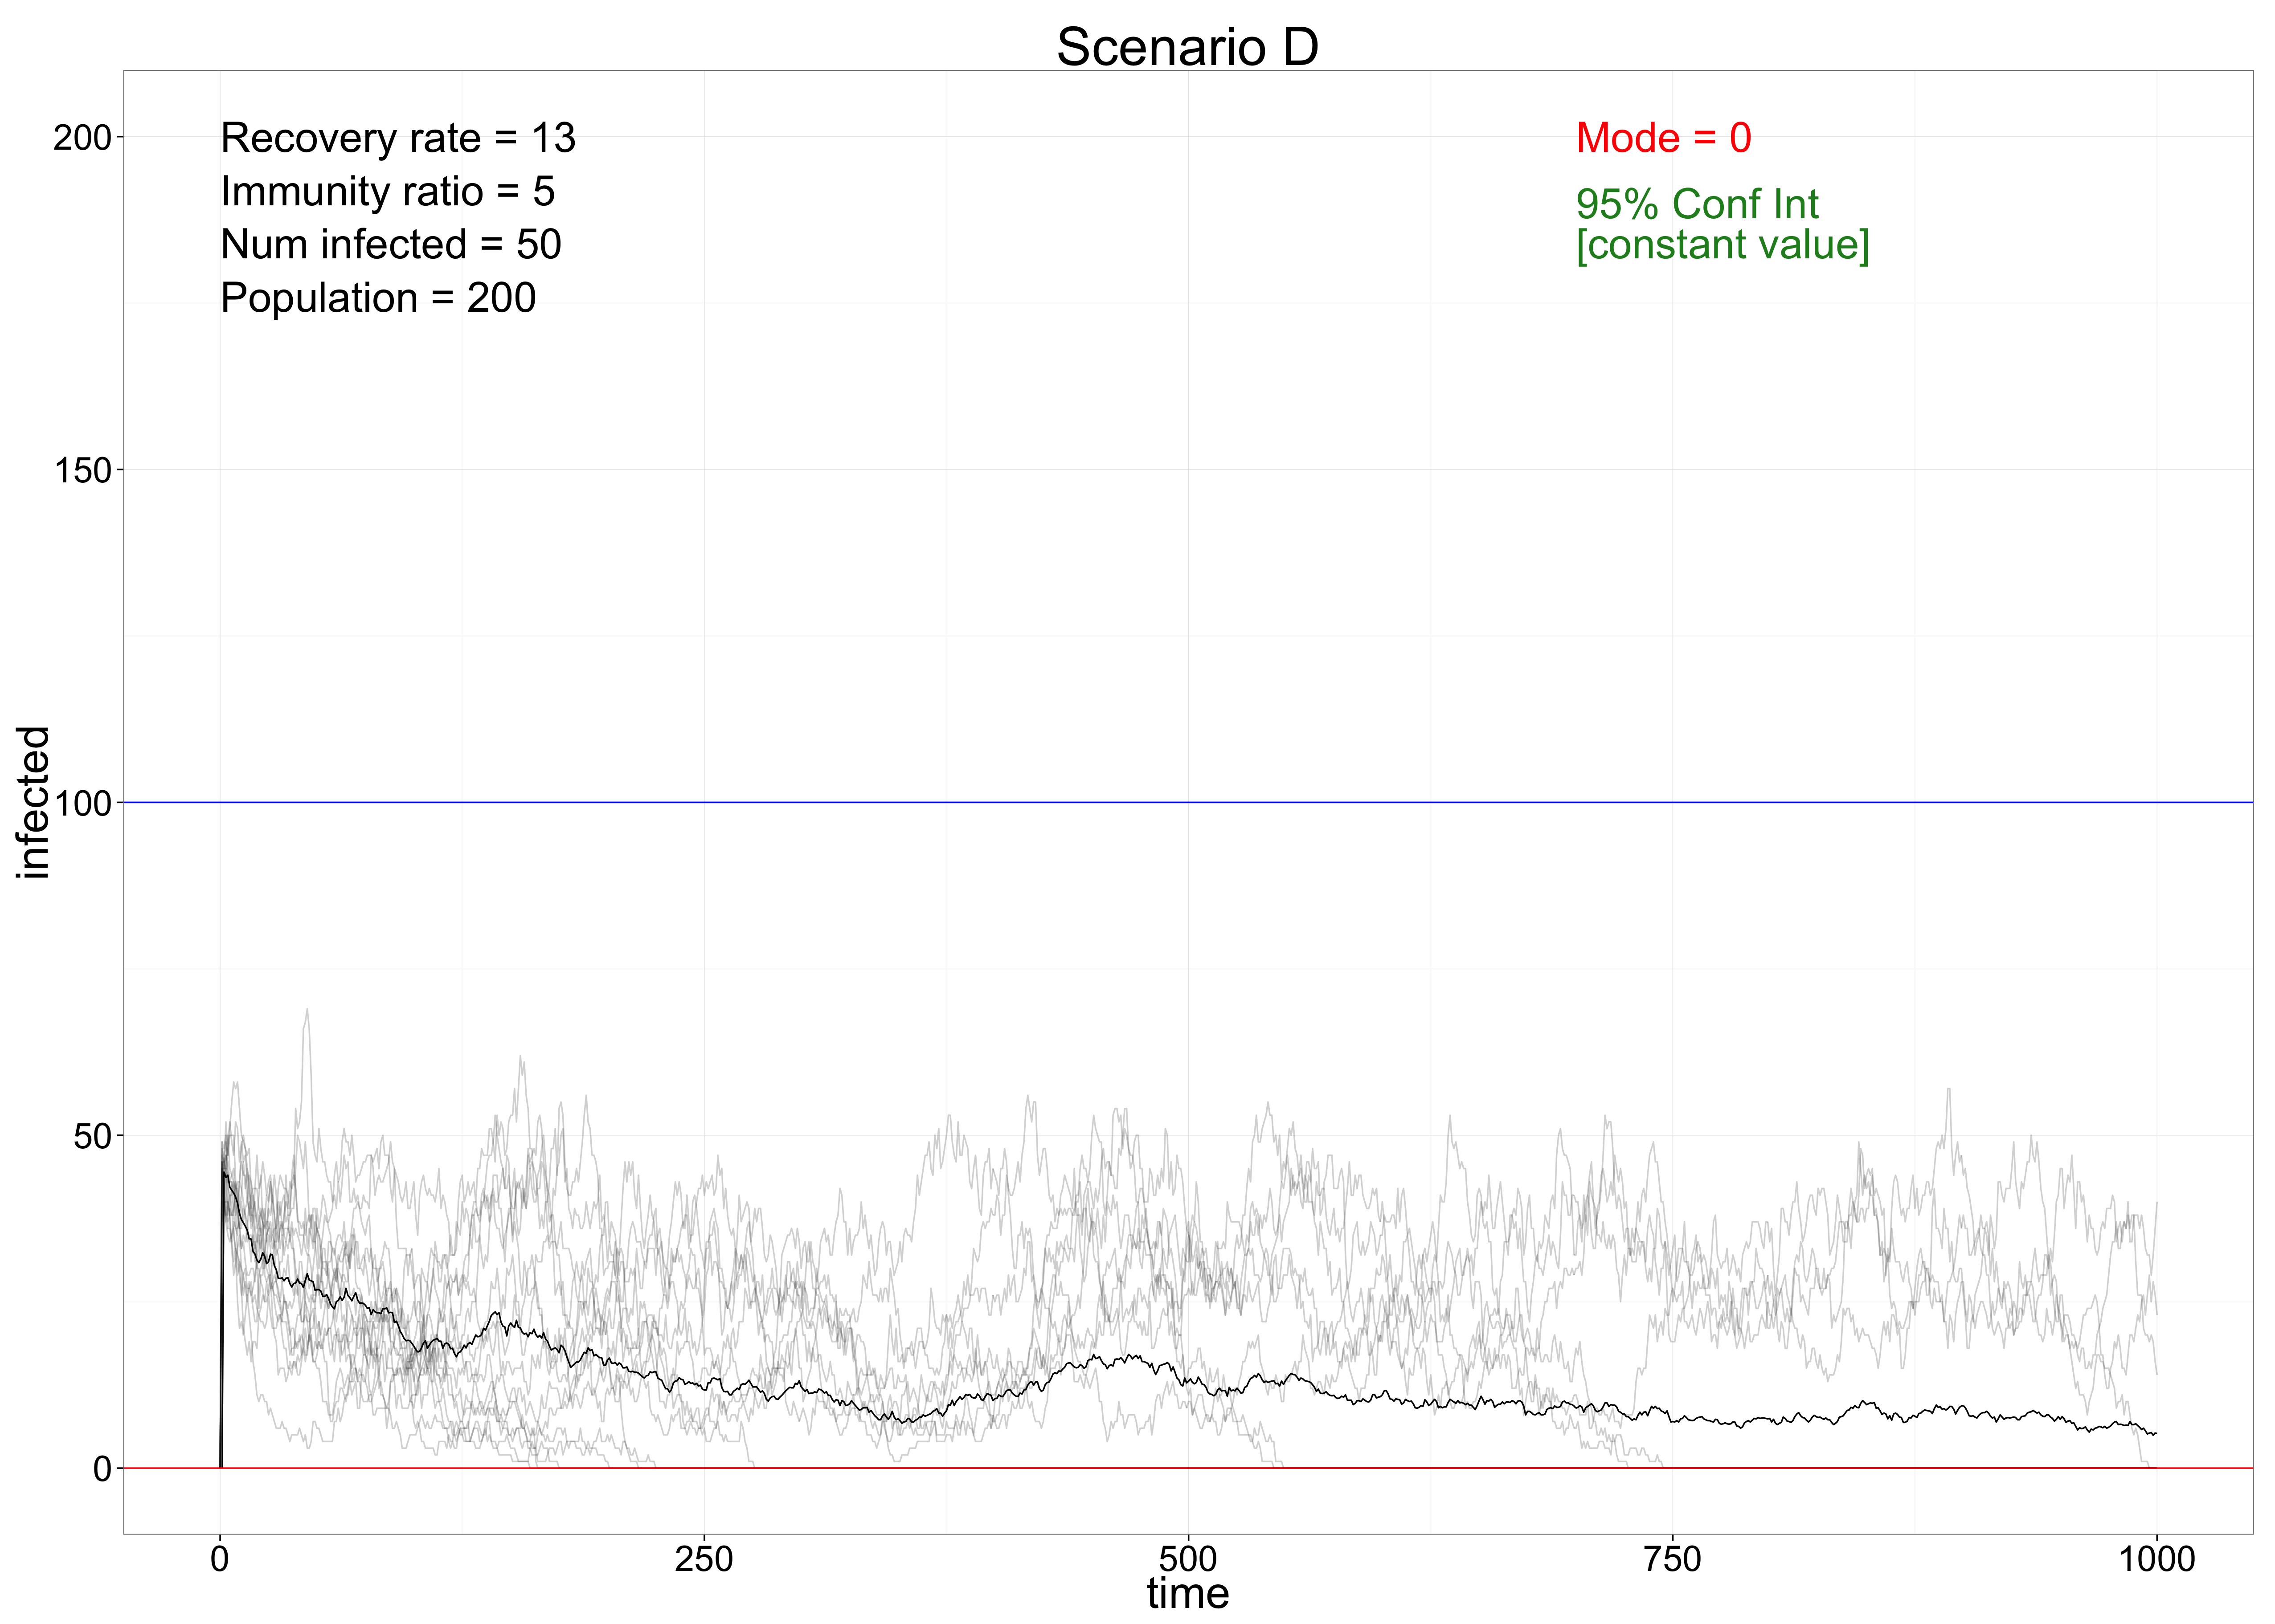 Scenario D
Recovery rate = 13
Immunity ratio = 5
Num infected = 50
Population = 200
Mode = 0
95% Conf Int
[constant value]
infected
200
150
100
50
0
0
250
500
750
1000
time